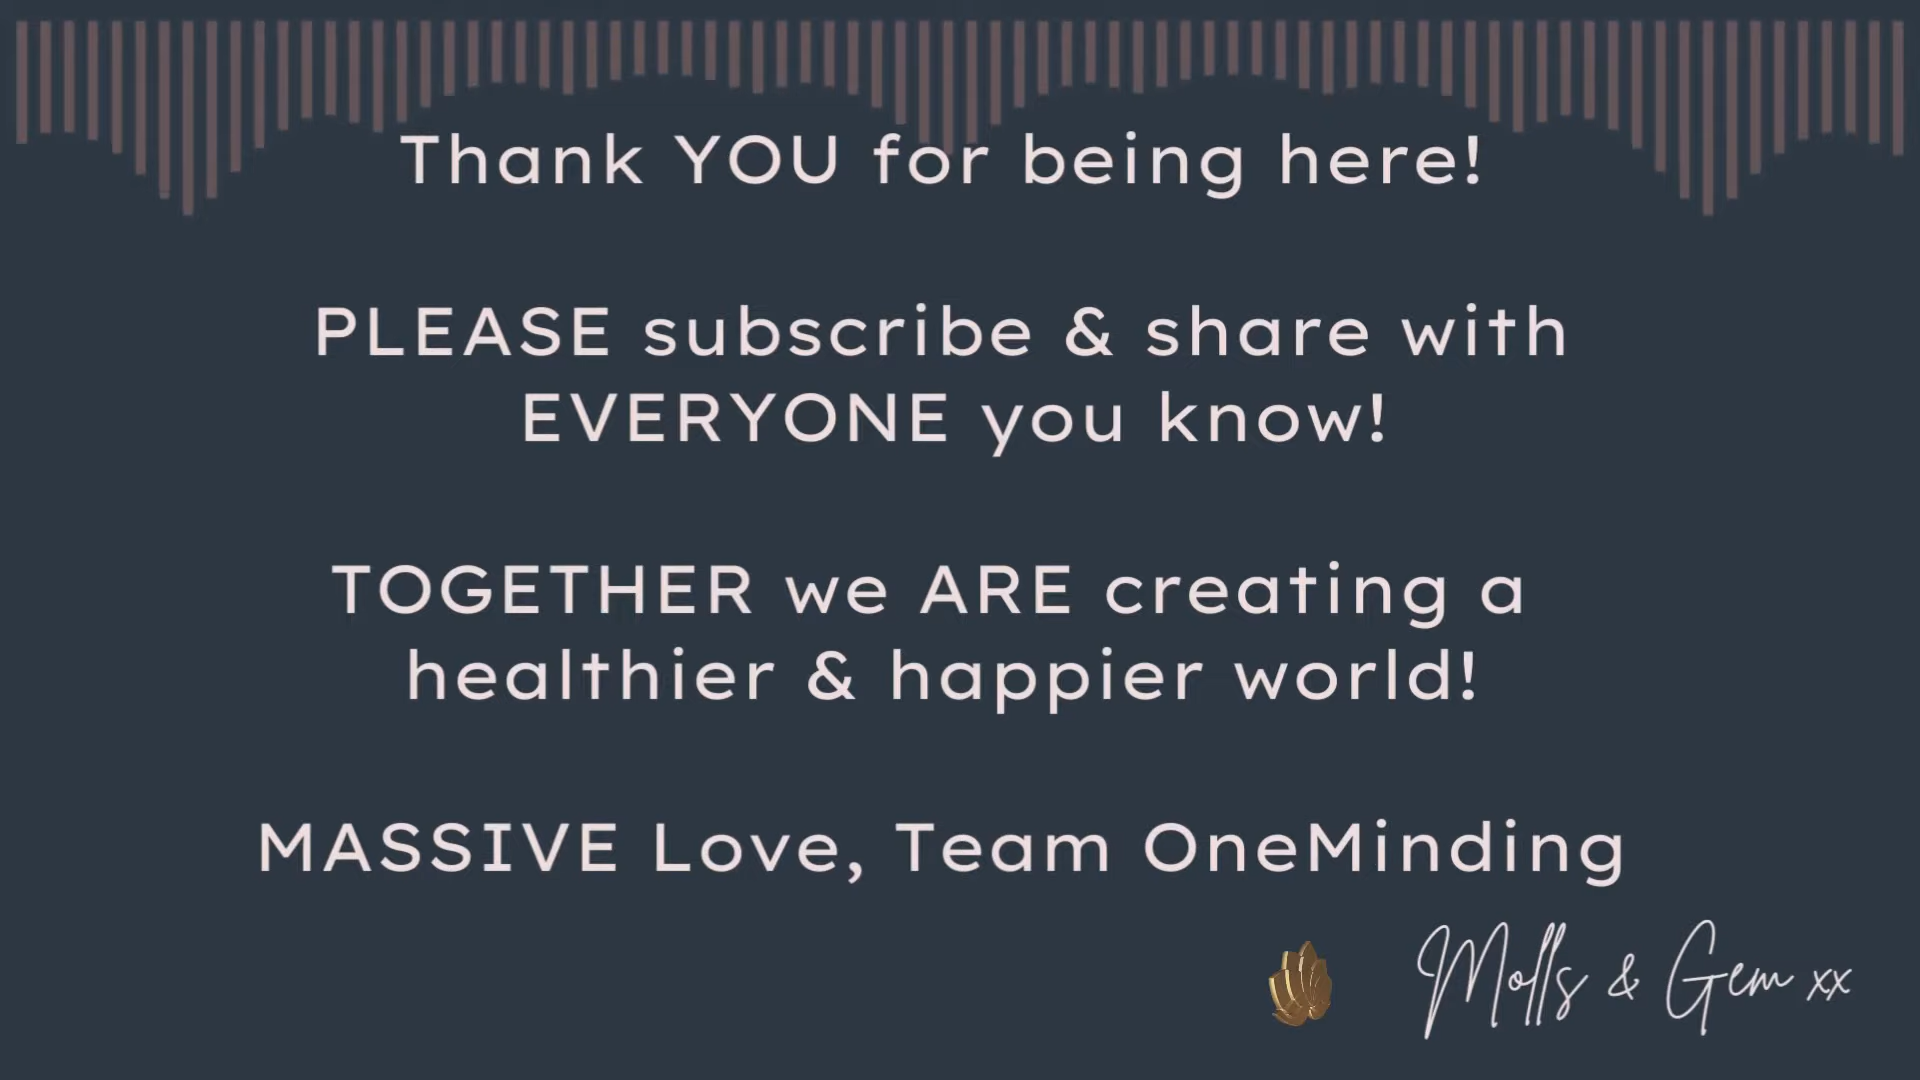 Thank YOU for being here!
PLEASE subscribe & share with
EVERYONE you know!
TOGETHER we ARE creating a
healthier & happier world!
MASSIVE Love, Team OneMinding
Molls & Gem xx